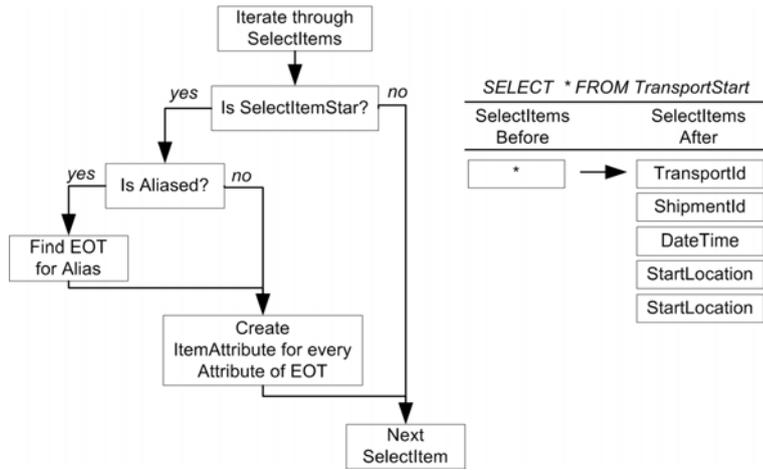 Iterate through
SelectItems
yes
Is SelectItemStar?
no
yes
Is Aliased?
no
Find EOT
for Alias
Create
ItemAttribute for every
Attribute of EOT
Next
SelectItem
SELECT * FROM TransportStart
SelectItems
Before
SelectItems
After
*
TransportId
ShipmentId
DateTime
StartLocation
StartLocation